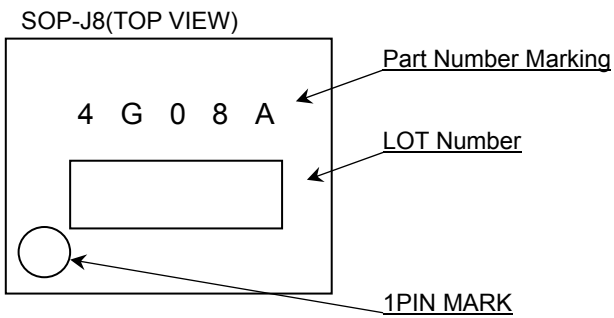 SOP-J8(TOP VIEW)
Part Number Marking
4 G 0 8 A
LOT Number
1PIN MARK